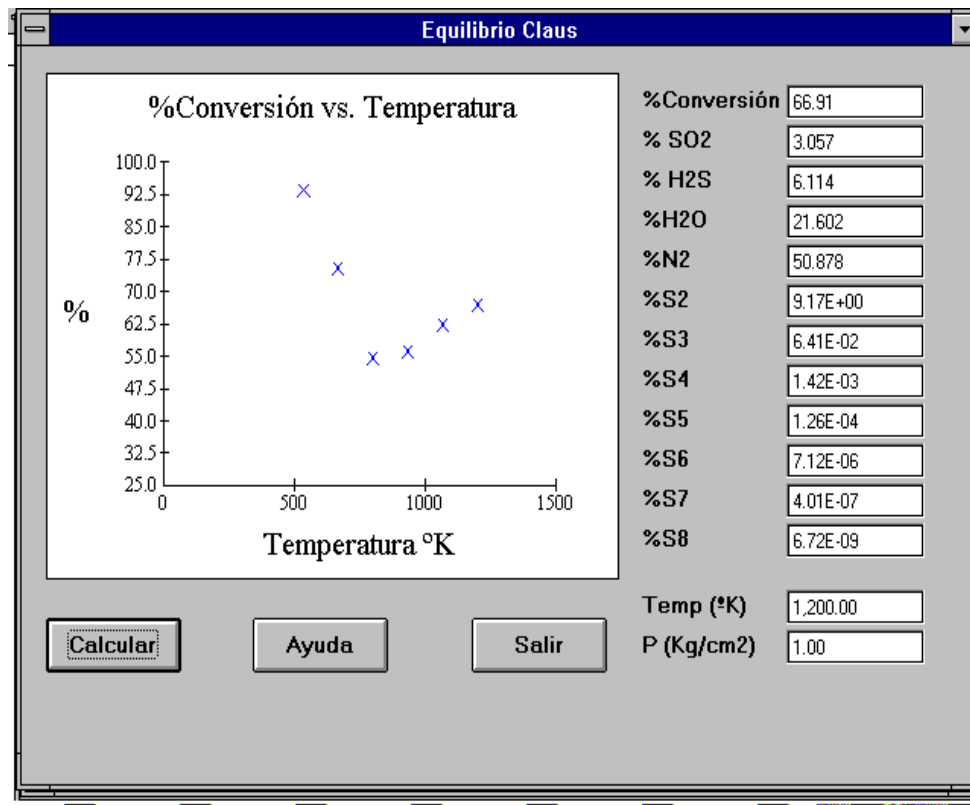 Equilibrio Claus
%Conversión vs. Temperatura
%
100.0
92.5
85.0
77.5
70.0
62.5
55.0
47.5
40.0
32.5
25.0
0 500 1000 1500
Temperatura ºK
%Conversión 66.91
% SO2 3.057
% H2S 6.114
%H2O 21.602
%N2 50.878
%S2 9.17E+00
%S3 6.41E-02
%S4 1.42E-03
%S5 1.26E-04
%S6 7.12E-06
%S7 4.01E-07
%S8 6.72E-09
Temp (ºK) 1,200.00
P (Kg/cm2) 1.00
Calcular Ayuda Salir